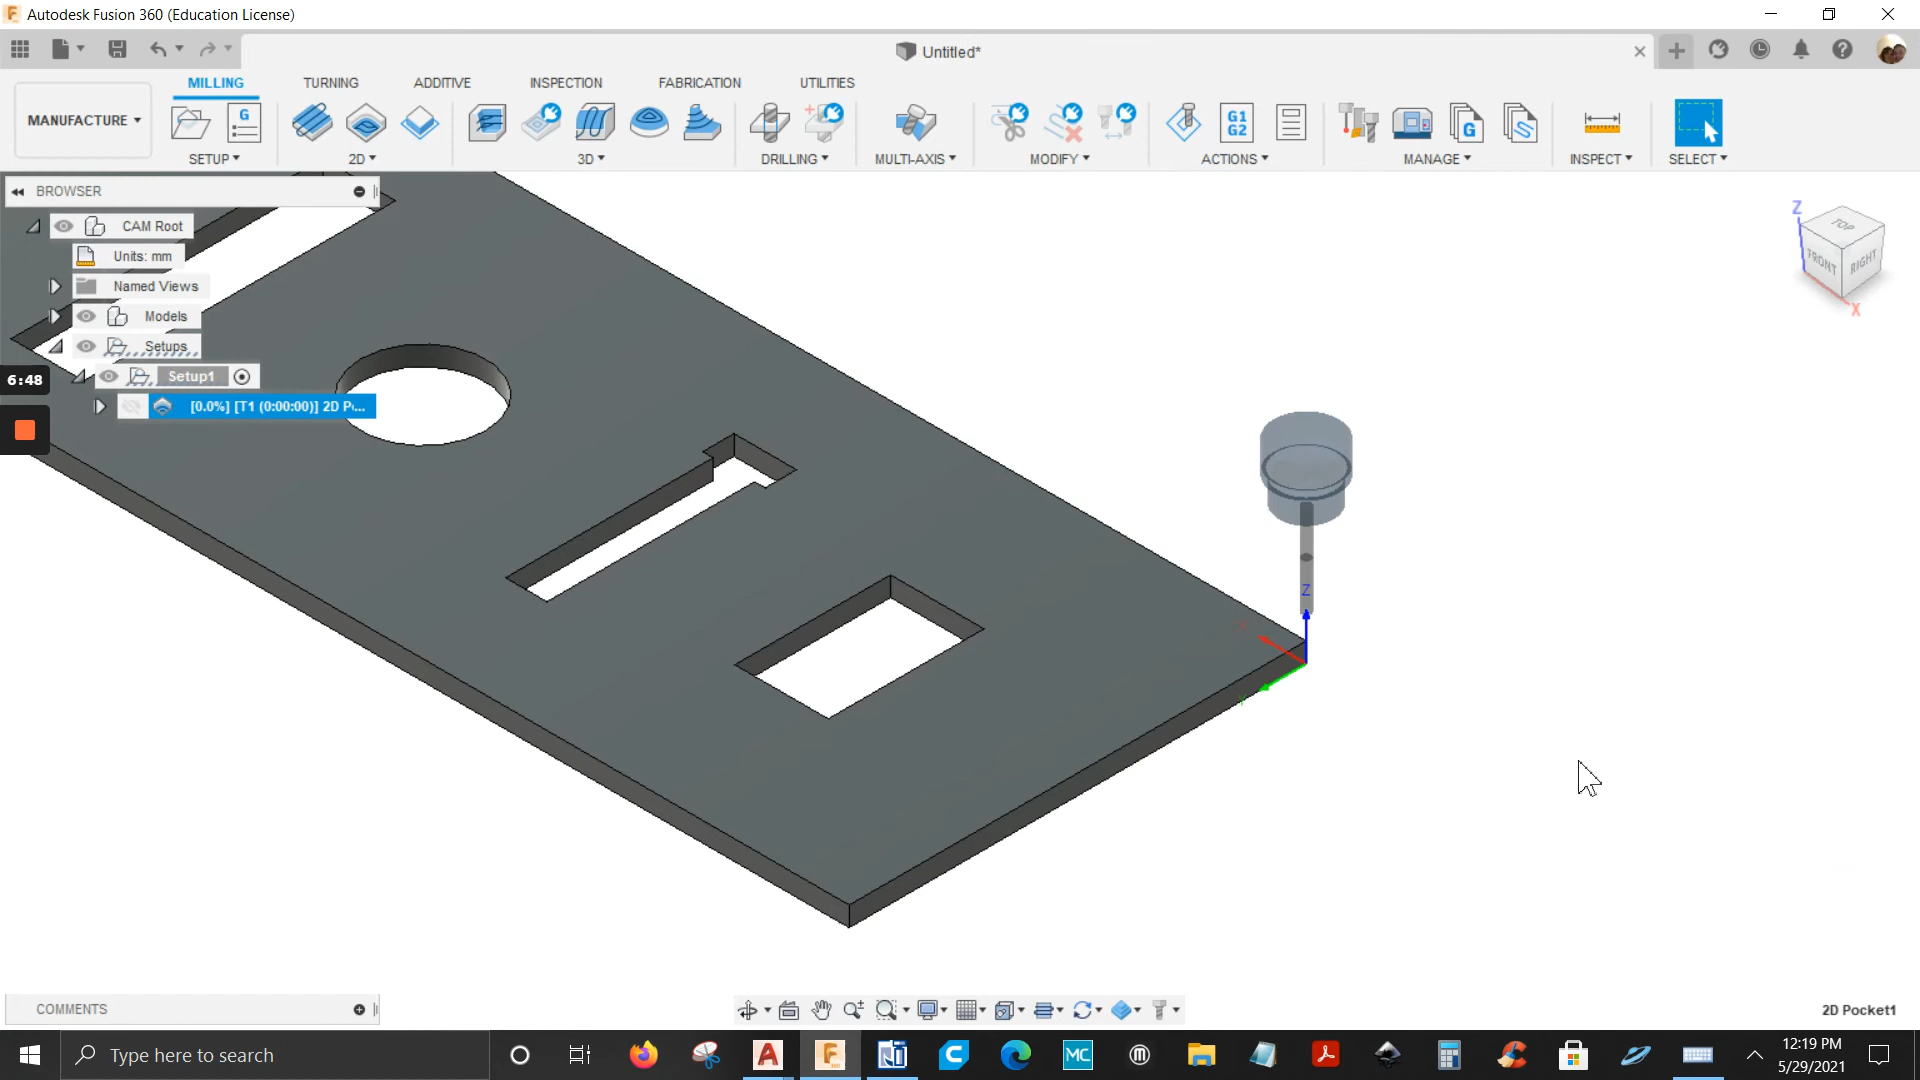 Autodesk Fusion 360 (Education License)
Untitled*
MILLING TURNING ADDITIVE INSPECTION FABRICATION UTILITIES
MANUFACTURE
G
G1
G2
G
SETUP 2D 3D DRILLING MULTI-AXIS MODIFY ACTIONS MANAGE INSPECT SELECT
BROWSER
CAM Root
Units: mm
Named Views
Models
Setups
6:48
Setup1
[0.0%] [T1 (0:00:00)] 2D P...
Z
TOP
FRONT
RIGHT
X
Z
COMMENTS
2D Pocket1
Type here to search
MC
12:19 PM
5/29/2021